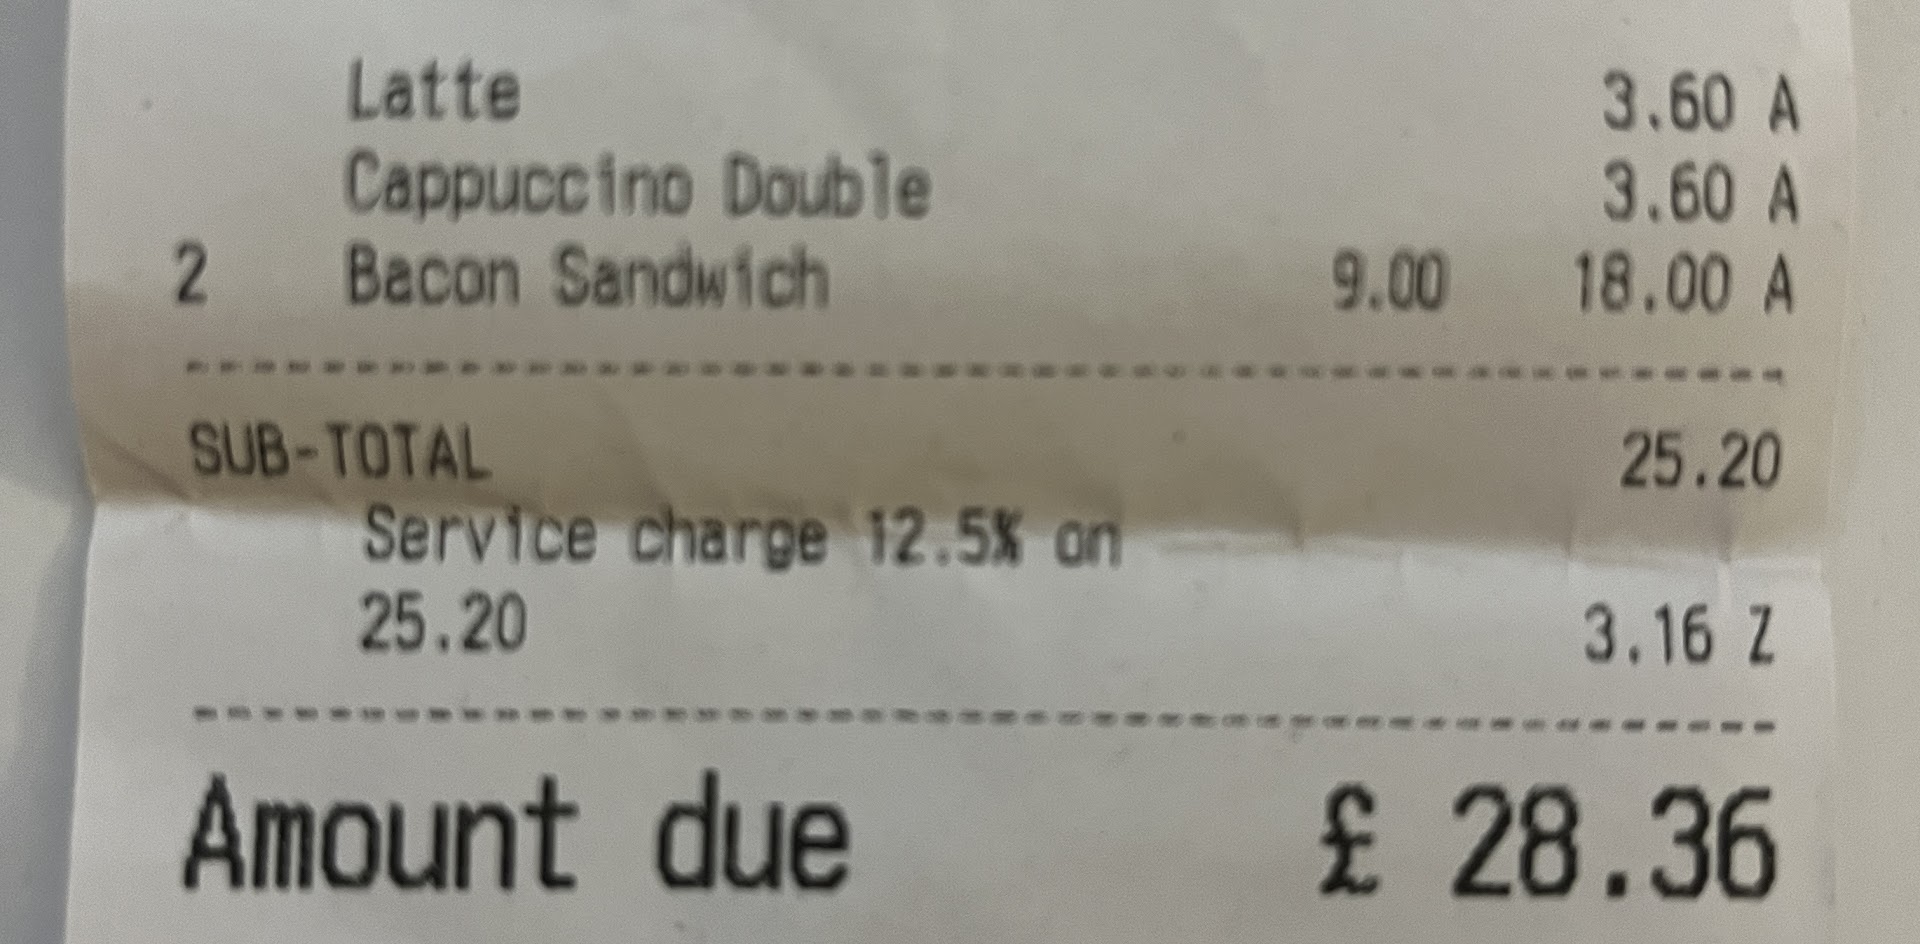 Latte 3.60 A
Cappuccino Double 3.60 A
2 Bacon Sandwich 9.00 18.00 A
SUB-TOTAL 25.20
Service charge 12.5% on
25.20 3.16 Z
Amount due £ 28.36